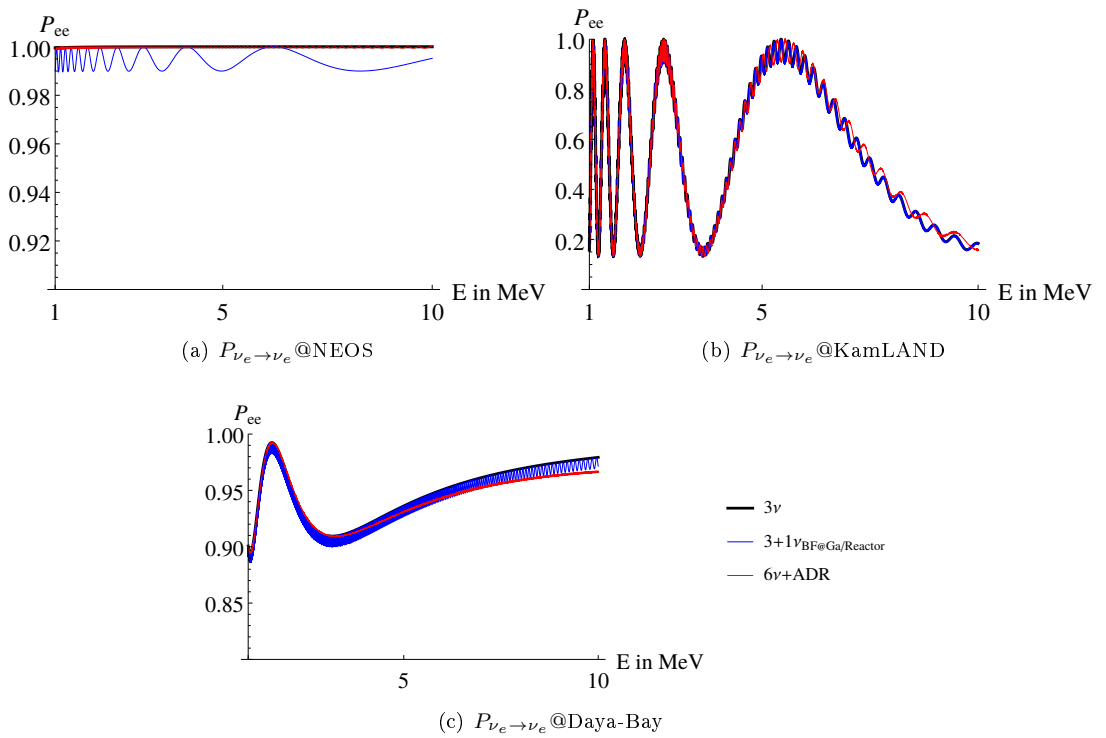 P_ee
1.00
0.98
0.96
0.94
0.92
1 5 10
E in MeV
(a) P_{ν_e→ν_e}@NEOS
P_ee
1.0
0.8
0.6
0.4
0.2
1 5 10
E in MeV
(b) P_{ν_e→ν_e}@KamLAND
P_ee
1.00
0.95
0.90
0.85
5 10
E in MeV
3ν
3+1ν_BF@Ga/Reactor
6ν+ADR
(c) P_{ν_e→ν_e}@Daya-Bay